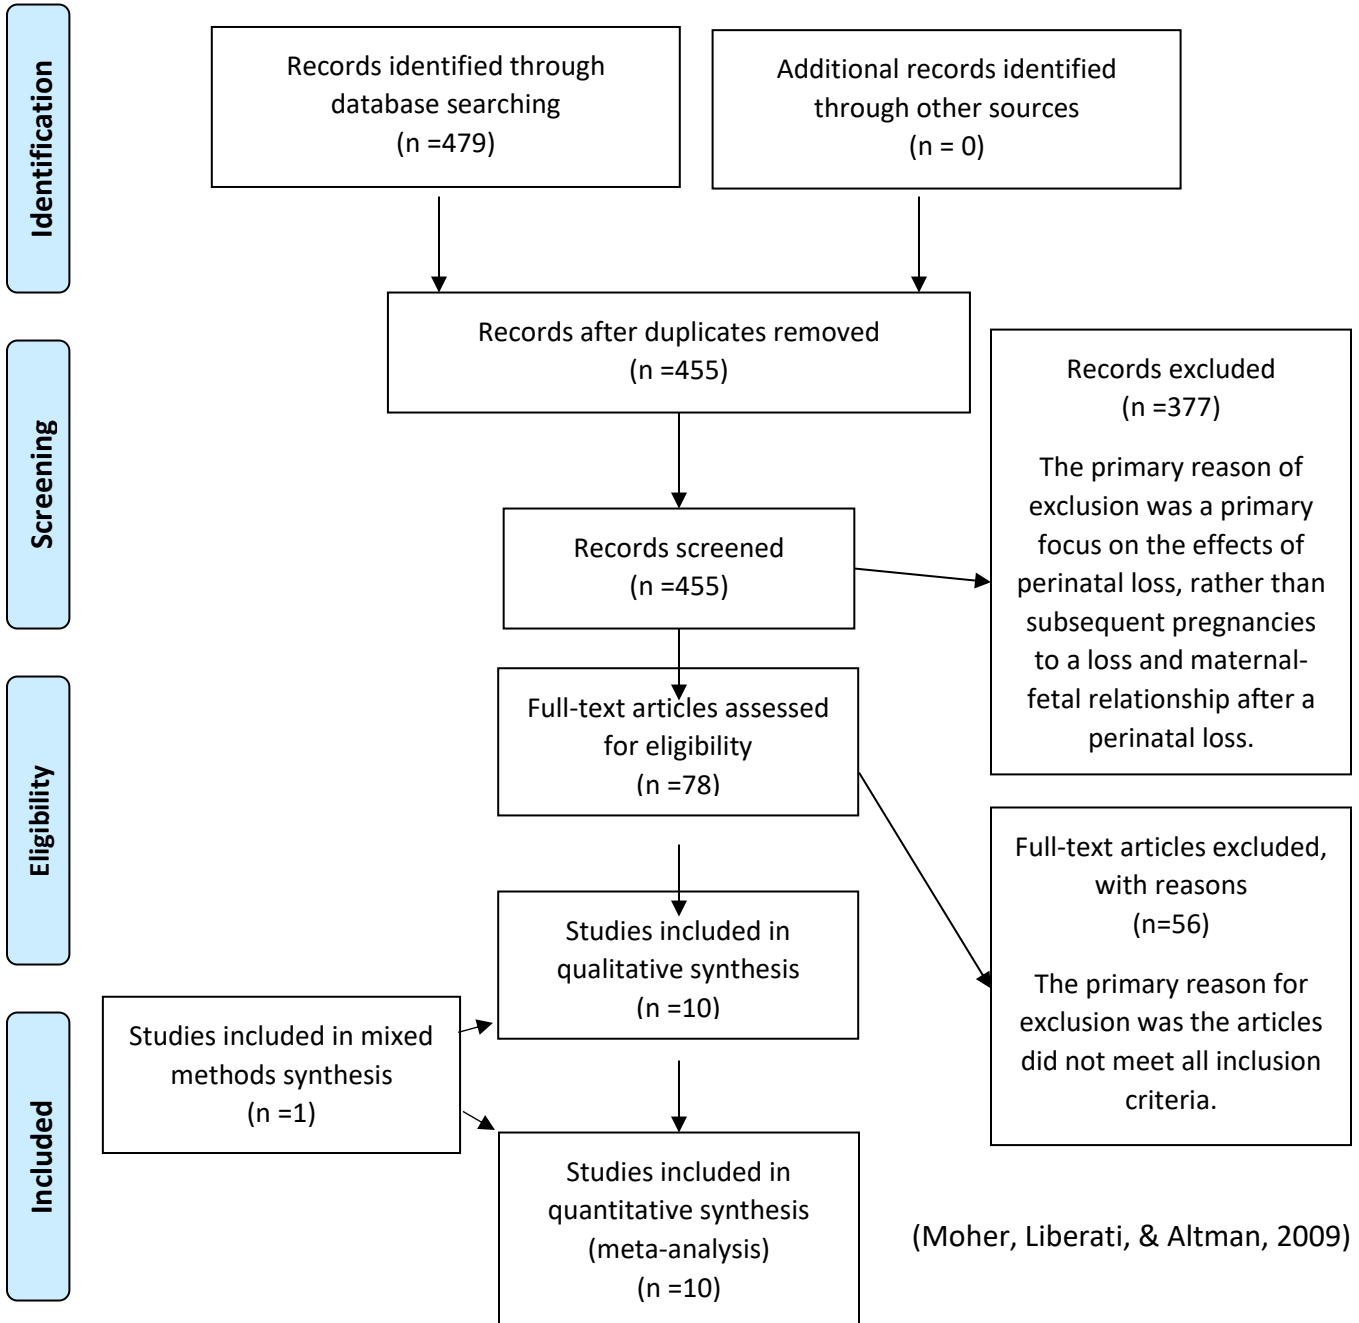 Identification
Records identified through
database searching
(n =479)
Additional records identified
through other sources
(n = 0)
Screening
Records after duplicates removed
(n =455)
Records screened
(n =455)
Records excluded
(n =377)
The primary reason of
exclusion was a primary
focus on the effects of
perinatal loss, rather than
subsequent pregnancies
to a loss and maternal-
fetal relationship after a
perinatal loss.
Eligibility
Full-text articles assessed
for eligibility
(n =78)
Full-text articles excluded,
with reasons
(n=56)
The primary reason for
exclusion was the articles
did not meet all inclusion
criteria.
Studies included in
qualitative synthesis
(n =10)
Included
Studies included in mixed
methods synthesis
(n =1)
Studies included in
quantitative synthesis
(meta-analysis)
(n =10)
(Moher, Liberati, & Altman, 2009)